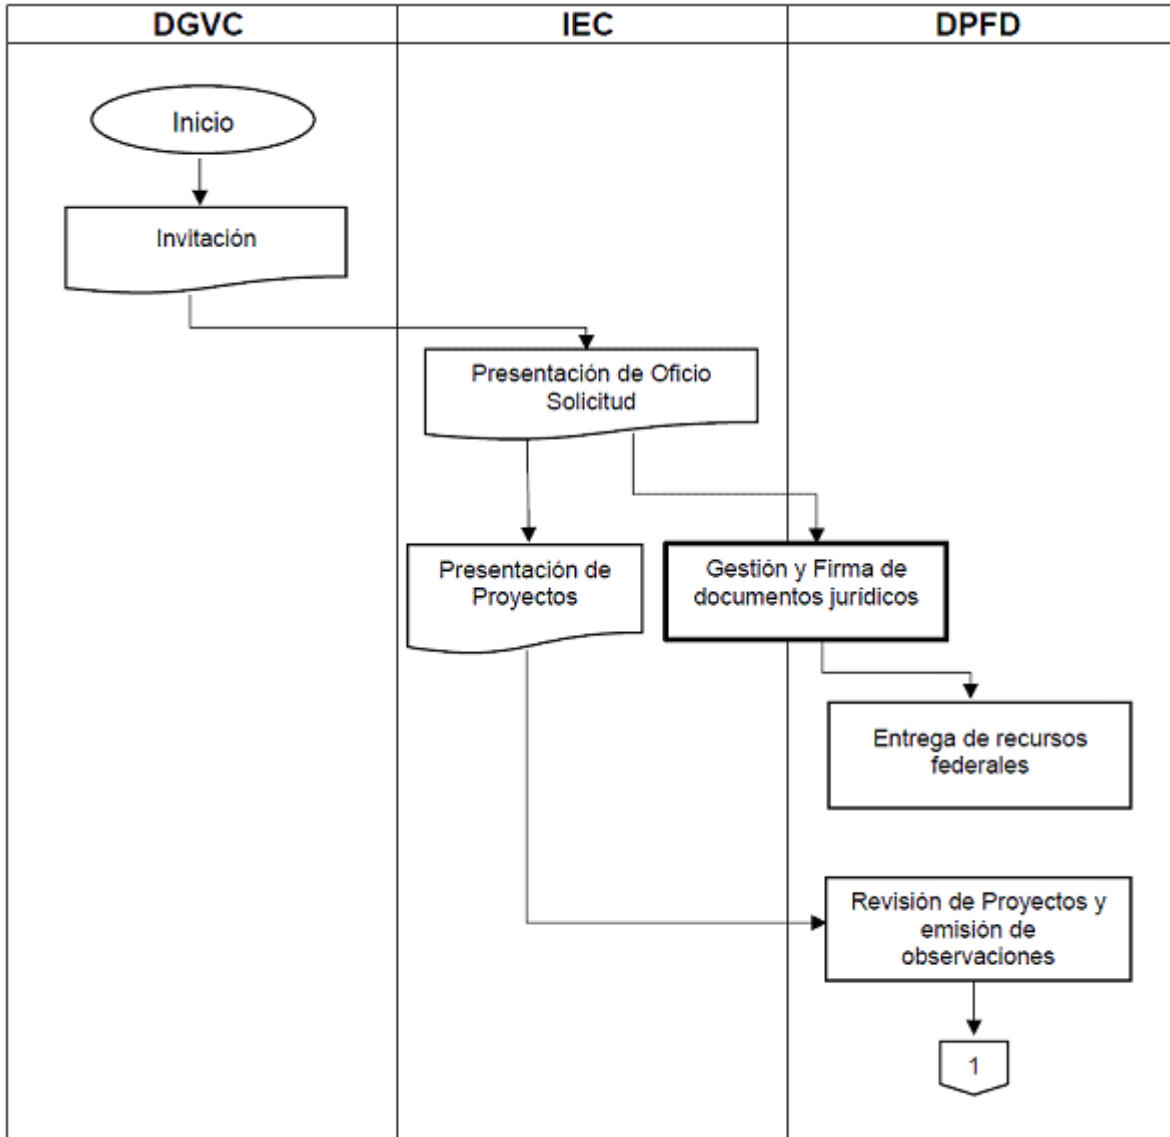 DGVC
IEC
DPFD
Inicio
Invitación
Presentación de Oficio
Solicitud
Presentación de
Proyectos
Gestión y Firma de
documentos jurídicos
Entrega de recursos
federales
Revisión de Proyectos y
emisión de
observaciones
1